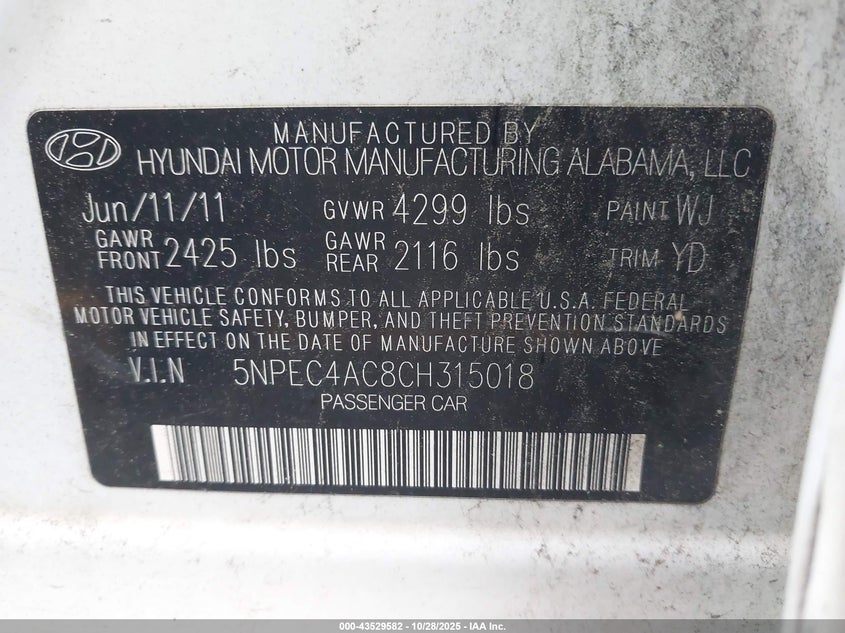 MANUFACTURED BY
HYUNDAI MOTOR MANUFACTURING ALABAMA, LLC
Jun/11/11 GVWR 4299 lbs PAINT WJ
GAWR FRONT 2425 lbs GAWR REAR 2116 lbs TRIM YD
THIS VEHICLE CONFORMS TO ALL APPLICABLE U.S.A. FEDERAL
MOTOR VEHICLE SAFETY, BUMPER, AND THEFT PREVENTION STANDARDS
IN EFFECT ON THE DATE OF MANUFACTURE SHOWN ABOVE
V.I.N 5NPEC4AC8CH315018
PASSENGER CAR
000-43529582 - 10/28/2025 - IAA Inc.